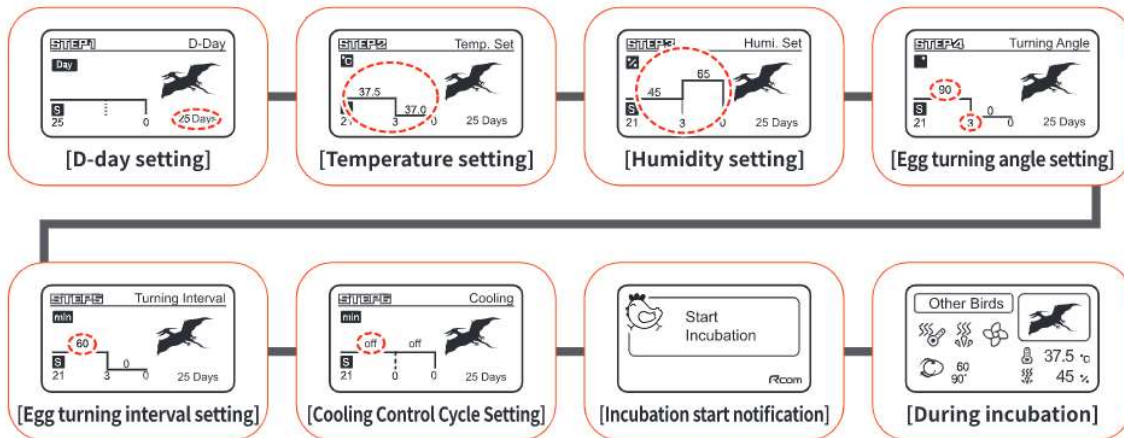 STEP1 D-Day
Day
S
25 0 25 Days
[D-day setting]
STEP2 Temp. Set
℃
37.5
37.0
S
21 3 0 25 Days
[Temperature setting]
STEP3 Humi. Set
%
65
45
S
21 3 0 25 Days
[Humidity setting]
STEP4 Turning Angle
°
90
0
S
21 3 0 25 Days
[Egg turning angle setting]
STEP5 Turning Interval
min
60
0
S
21 3 0 25 Days
[Egg turning interval setting]
STEP6 Cooling
min
off off
S
21 0 0 25 Days
[Cooling Control Cycle Setting]
Start
Incubation
Rcom
[Incubation start notification]
Other Birds
60
90°
37.5 ℃
45 %
[During incubation]